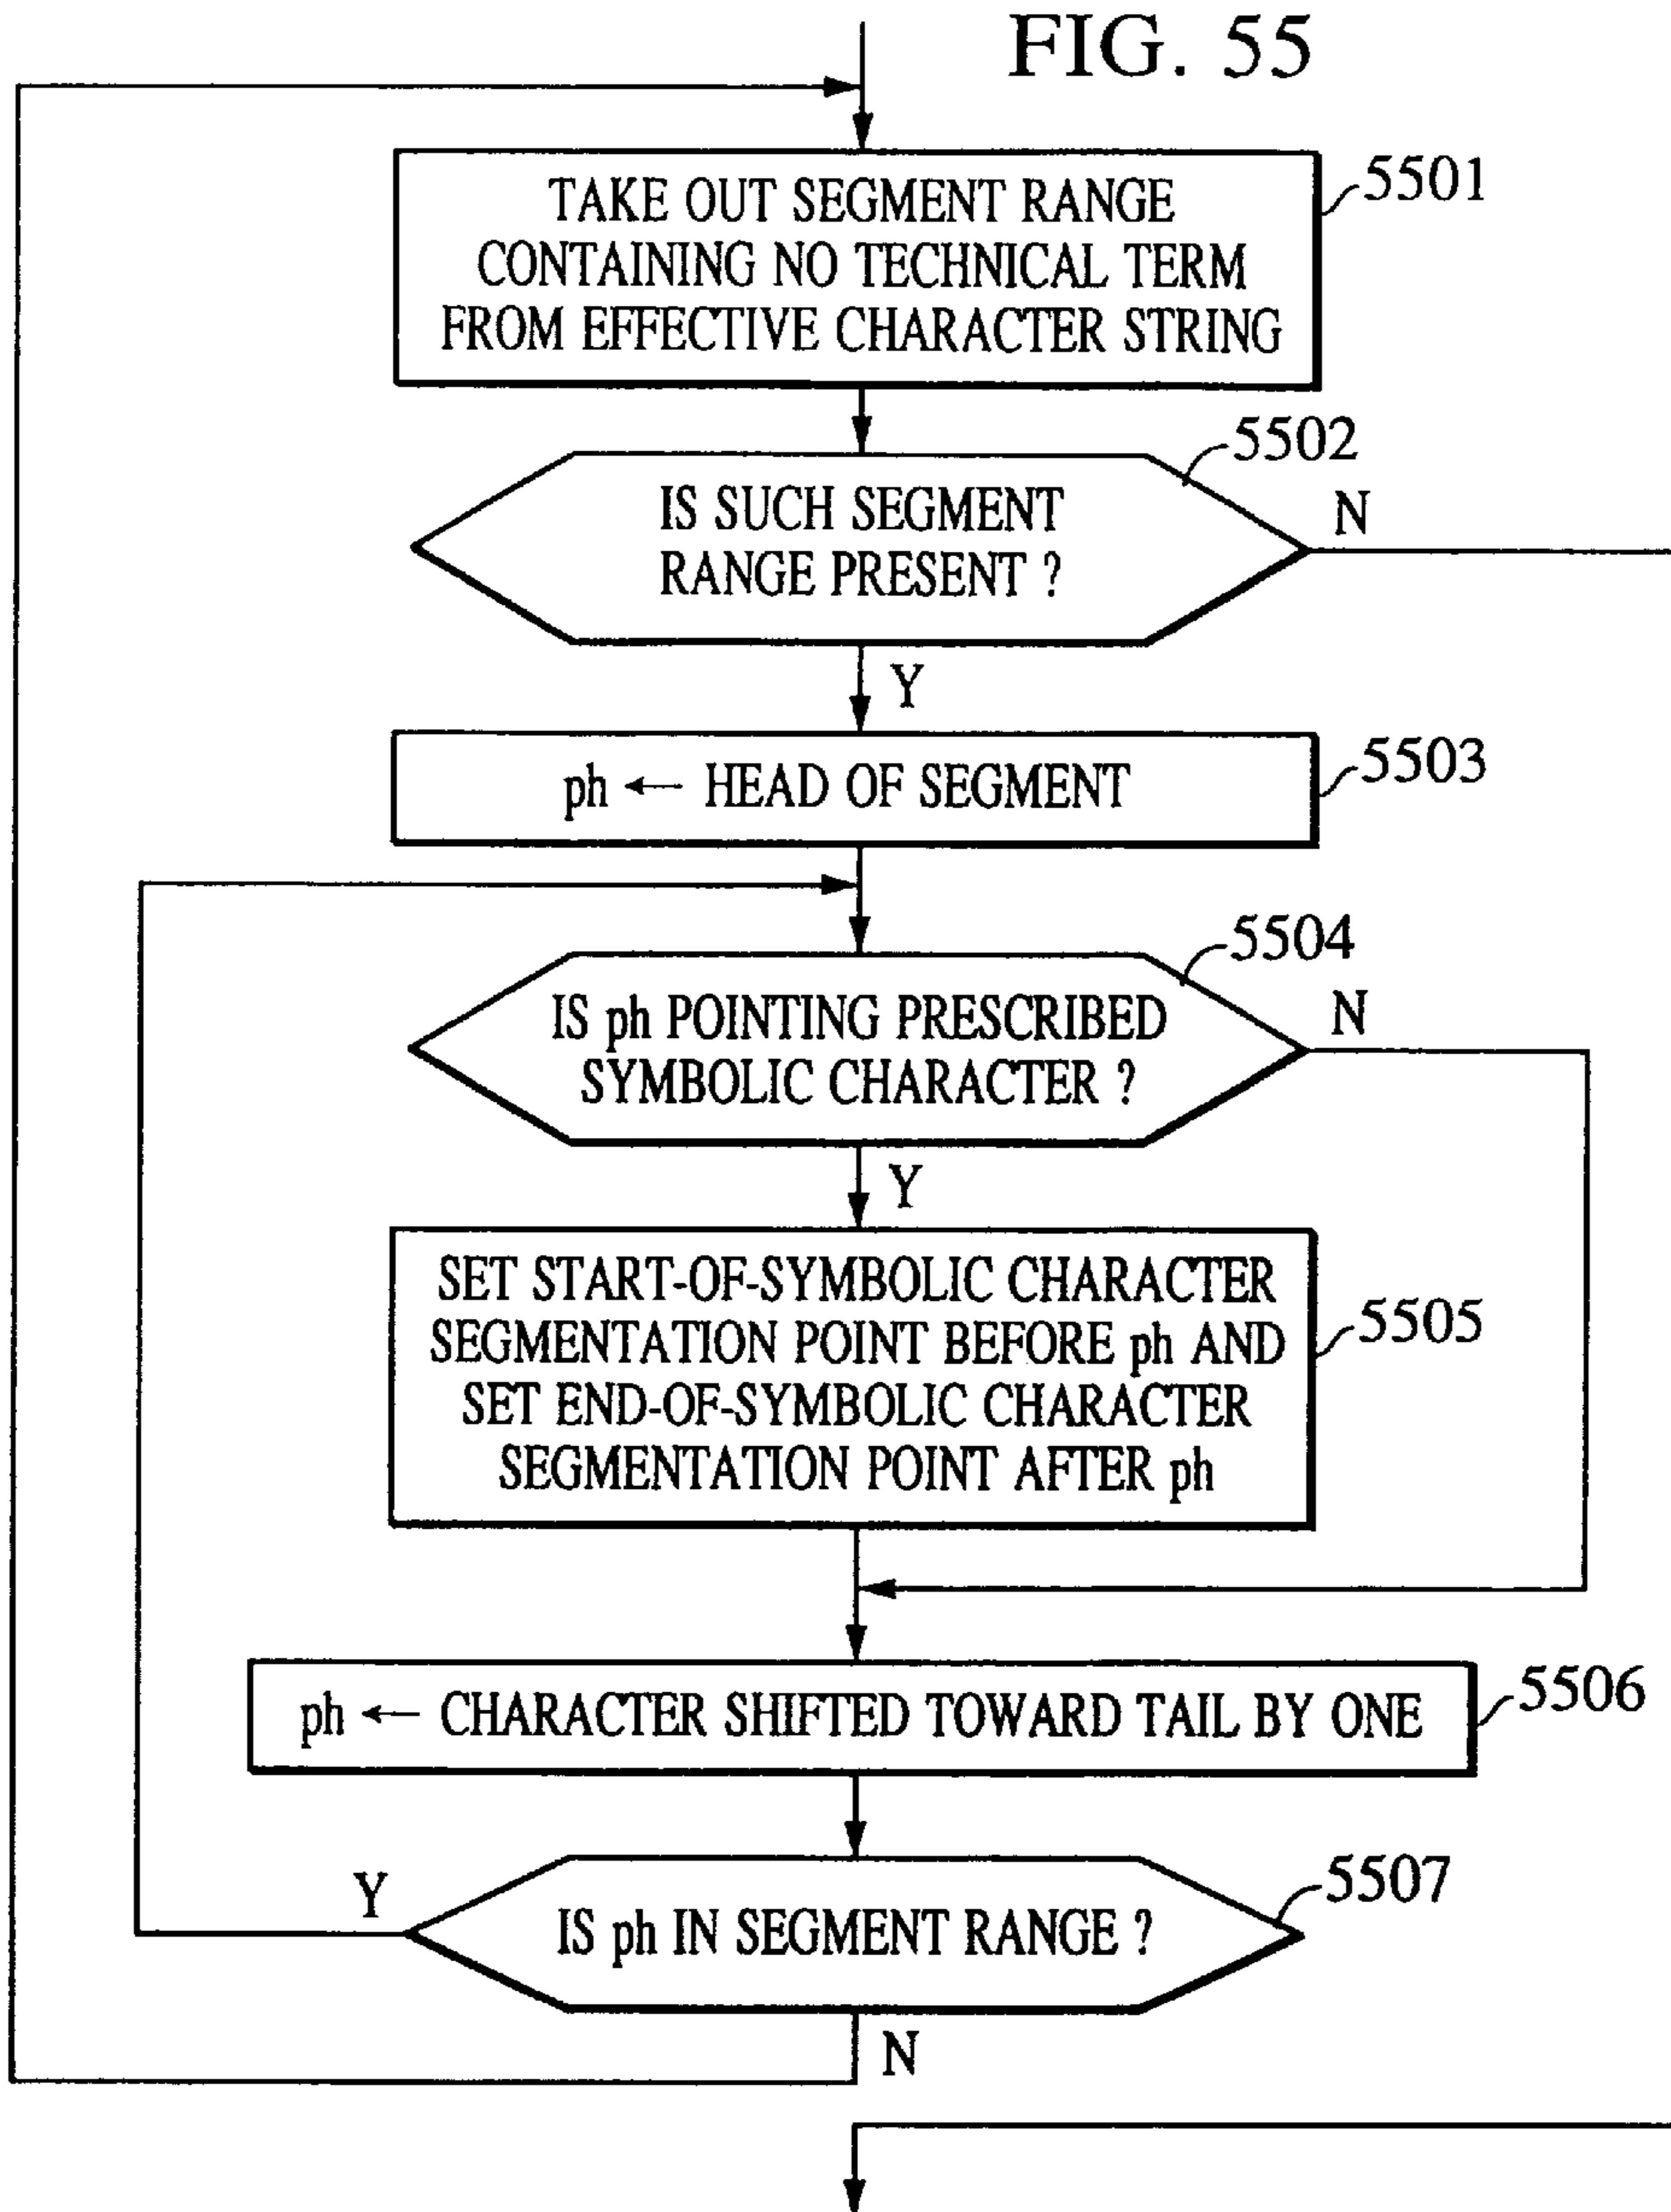 FIG. 55
TAKE OUT SEGMENT RANGE
CONTAINING NO TECHNICAL TERM
FROM EFFECTIVE CHARACTER STRING
5501
5502
IS SUCH SEGMENT
RANGE PRESENT ?
N
Y
ph ← HEAD OF SEGMENT
5503
5504
IS ph POINTING PRESCRIBED
SYMBOLIC CHARACTER ?
N
Y
SET START-OF-SYMBOLIC CHARACTER
SEGMENTATION POINT BEFORE ph AND
SET END-OF-SYMBOLIC CHARACTER
SEGMENTATION POINT AFTER ph
5505
ph ← CHARACTER SHIFTED TOWARD TAIL BY ONE
5506
Y
IS ph IN SEGMENT RANGE ?
5507
N